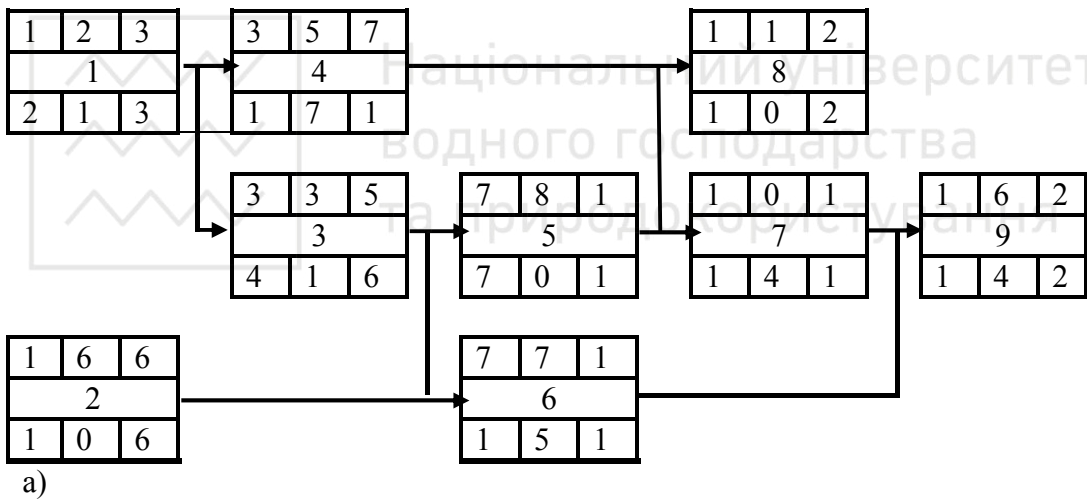 1 2 3 3 5 7 1 1 2
1 4 8
2 1 3 1 7 1 1 0 2
3 3 5 7 8 1 1 0 1 1 6 2
3 5 7 9
4 1 6 7 0 1 1 4 1 1 4 2
1 6 6 7 7 1
2 6
1 0 6 1 5 1
а)
Національний університет
водного господарства
та природокористування